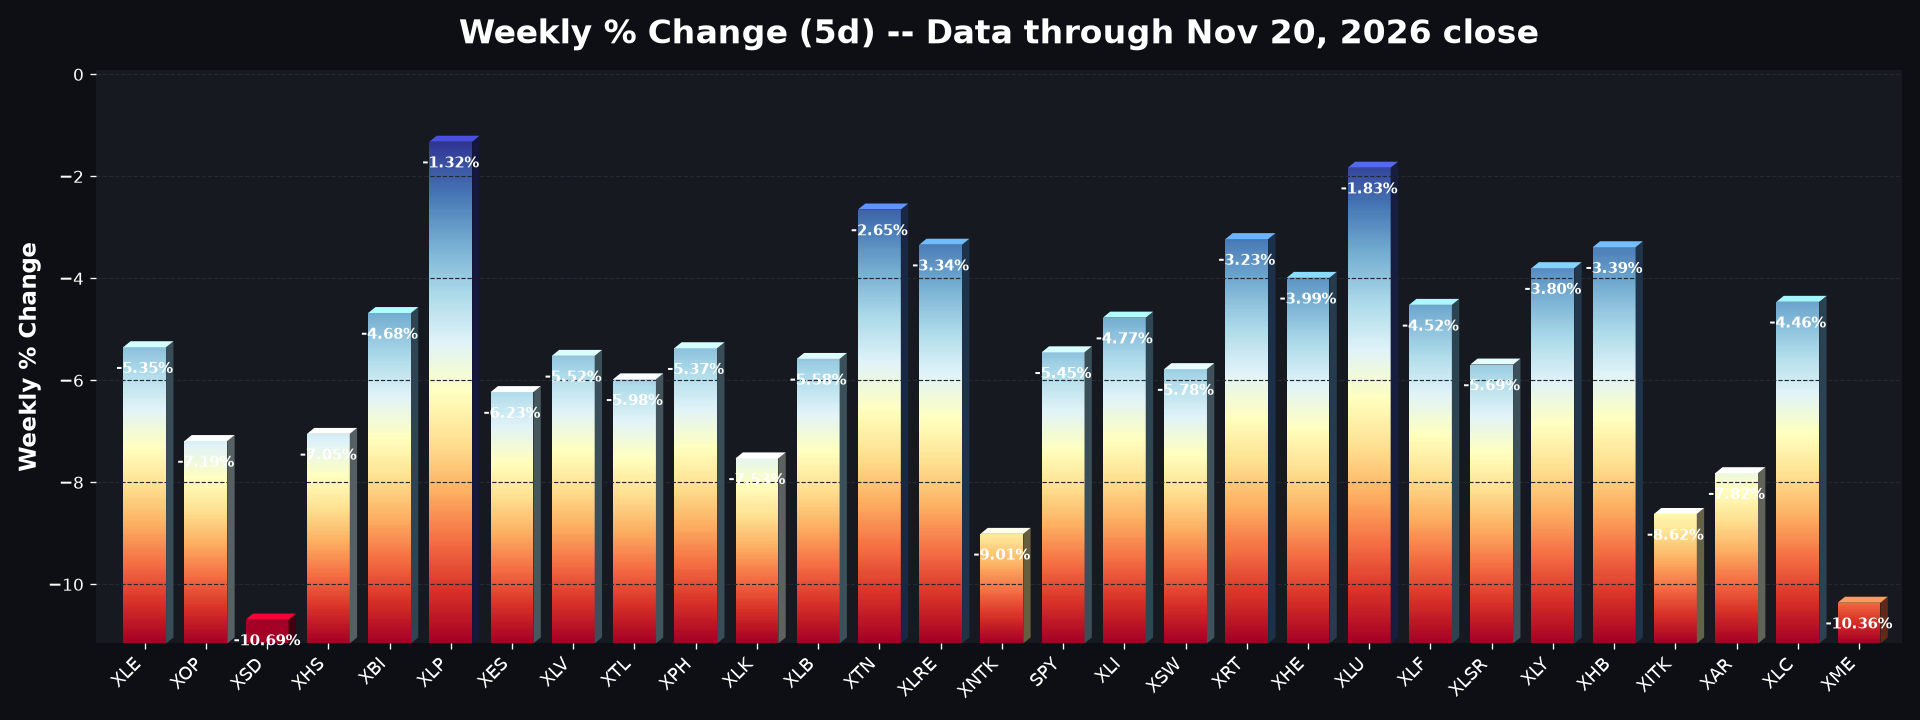 Weekly % Change (5d) -- Data through Nov 20, 2026 close
Weekly % Change
0
−2
−4
−6
−8
−10
-5.35%
-7.19%
-10.69%
-7.05%
-4.68%
-1.32%
-6.23%
-5.52%
-5.98%
-5.37%
-5.58%
-2.65%
-3.34%
-9.01%
-5.45%
-4.77%
-5.78%
-3.23%
-3.99%
-1.83%
-4.52%
-5.69%
-3.80%
-3.39%
-8.62%
-7.82%
-4.46%
-10.36%
XLE
XOP
XSD
XHS
XBI
XLP
XES
XLV
XTL
XPH
XLK
XLB
XTN
XLRE
XNTK
SPY
XLI
XSW
XRT
XHE
XLU
XLF
XLSR
XLY
XHB
XITK
XAR
XLC
XME